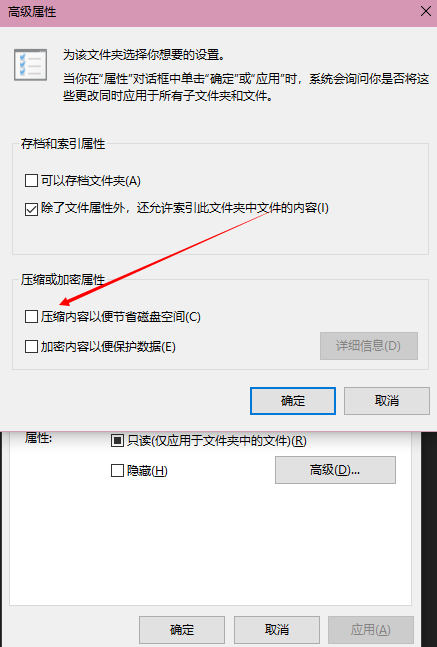 高级属性
为该文件夹选择你想要的设置。
当你在“属性”对话框中单击“确定”或“应用”时，系统会询问你是否将这
些更改同时应用于所有子文件夹和文件。
存档和索引属性
可以存档文件夹(A)
除了文件属性外，还允许索引此文件夹中文件的内容(I)
压缩或加密属性
压缩内容以便节省磁盘空间(C)
加密内容以便保护数据(E)
详细信息(D)
确定
取消
属性:
只读(仅应用于文件夹中的文件)(R)
隐藏(H)
高级(D)...
确定
取消
应用(A)